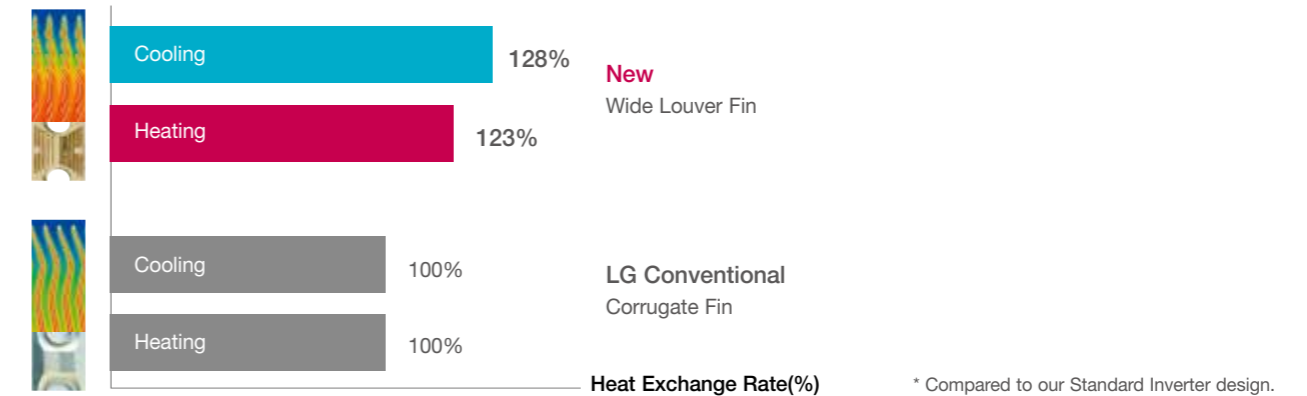 Cooling
128%
New
Wide Louver Fin
Heating
123%
Cooling
100%
LG Conventional
Corrugate Fin
Heating
100%
Heat Exchange Rate(%)
* Compared to our Standard Inverter design.